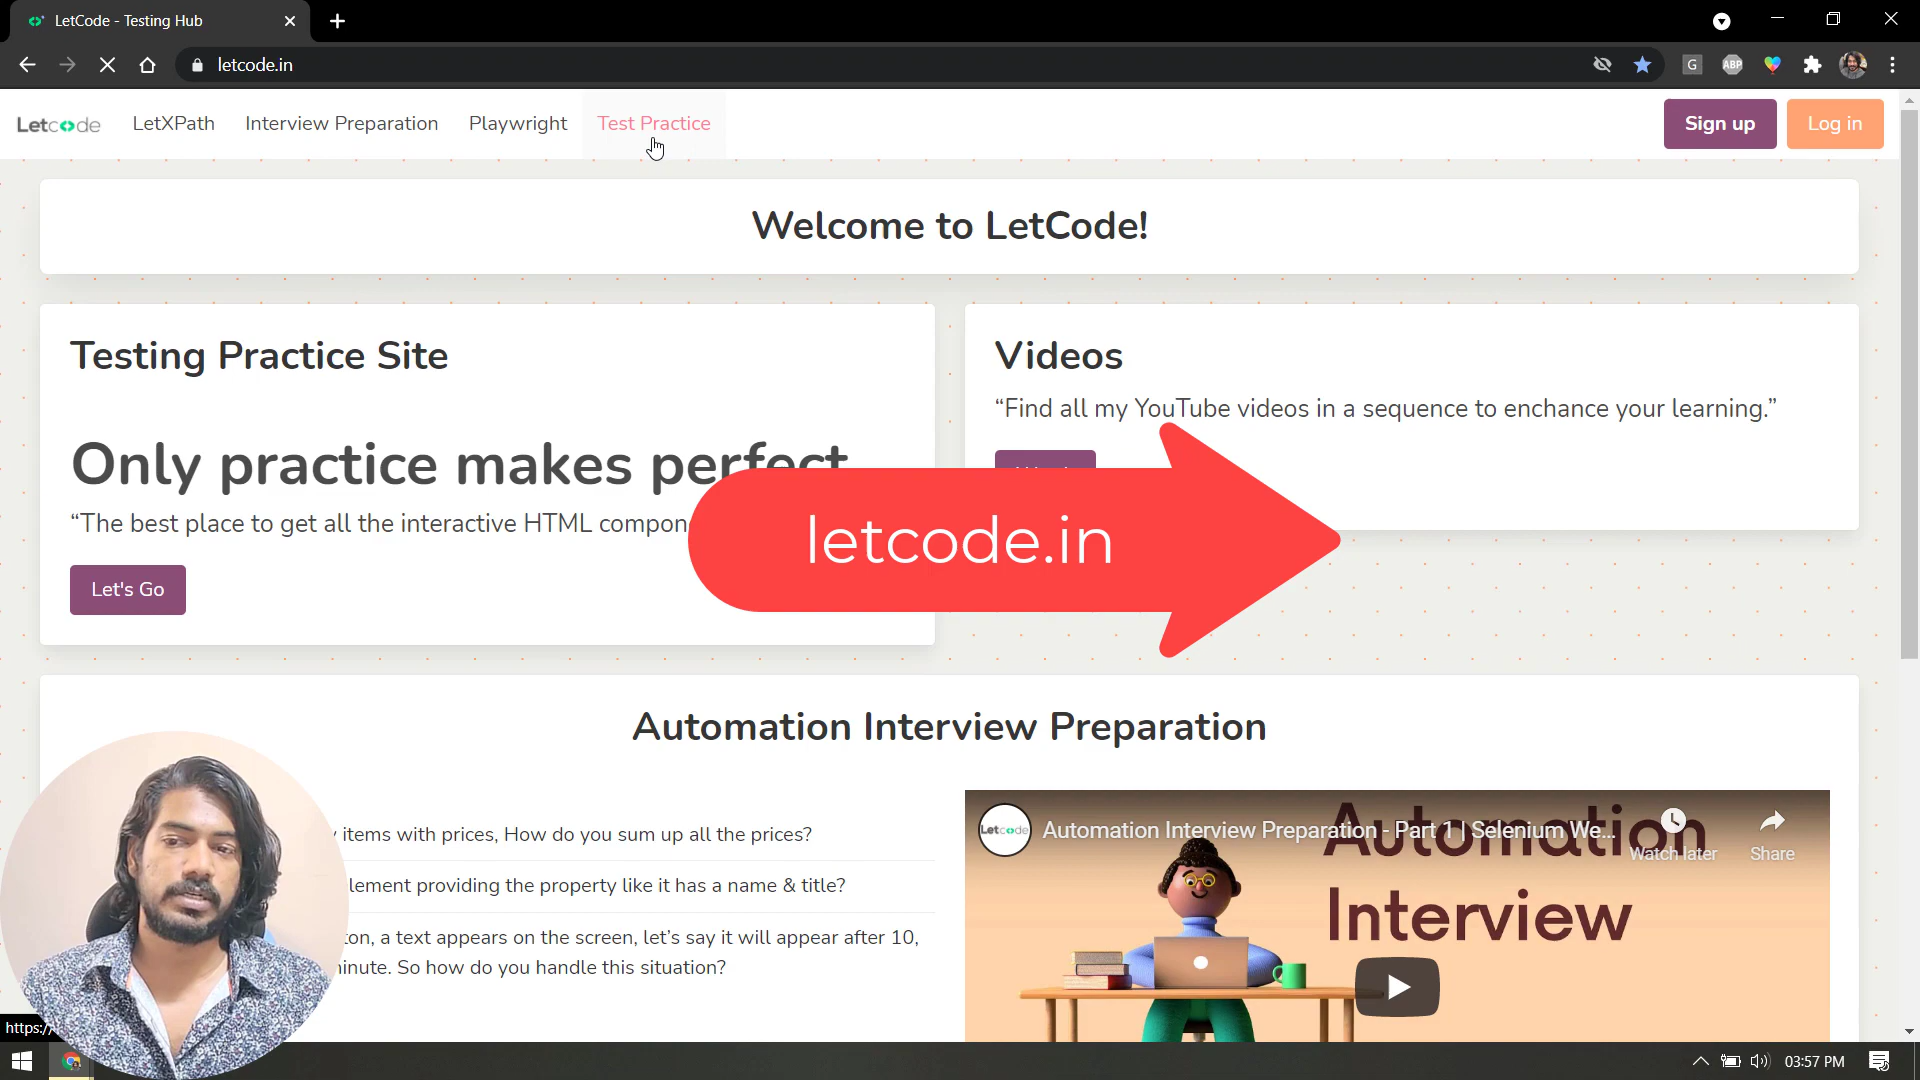 LetCode - Testing Hub
letcode.in
G
ABP
Letcode
LetXPath
Interview Preparation
Playwright
Test Practice
Sign up
Log in
Welcome to LetCode!
Testing Practice Site
Only practice makes perfect
“The best place to get all the interactive HTML
Let's Go
Videos
“Find all my YouTube videos in a sequence to enchance your learning.”
letcode.in
Automation Interview Preparation
items with prices, How do you sum up all the prices?
providing the property like it has a name & title?
a text appears on the screen, let’s say it will appear after 10,
So how do you handle this situation?
Letcode
Automation Interview Preparation - Part 1 | Selenium We...
Watch later
Share
Automation
Interview
https:/
03:57 PM